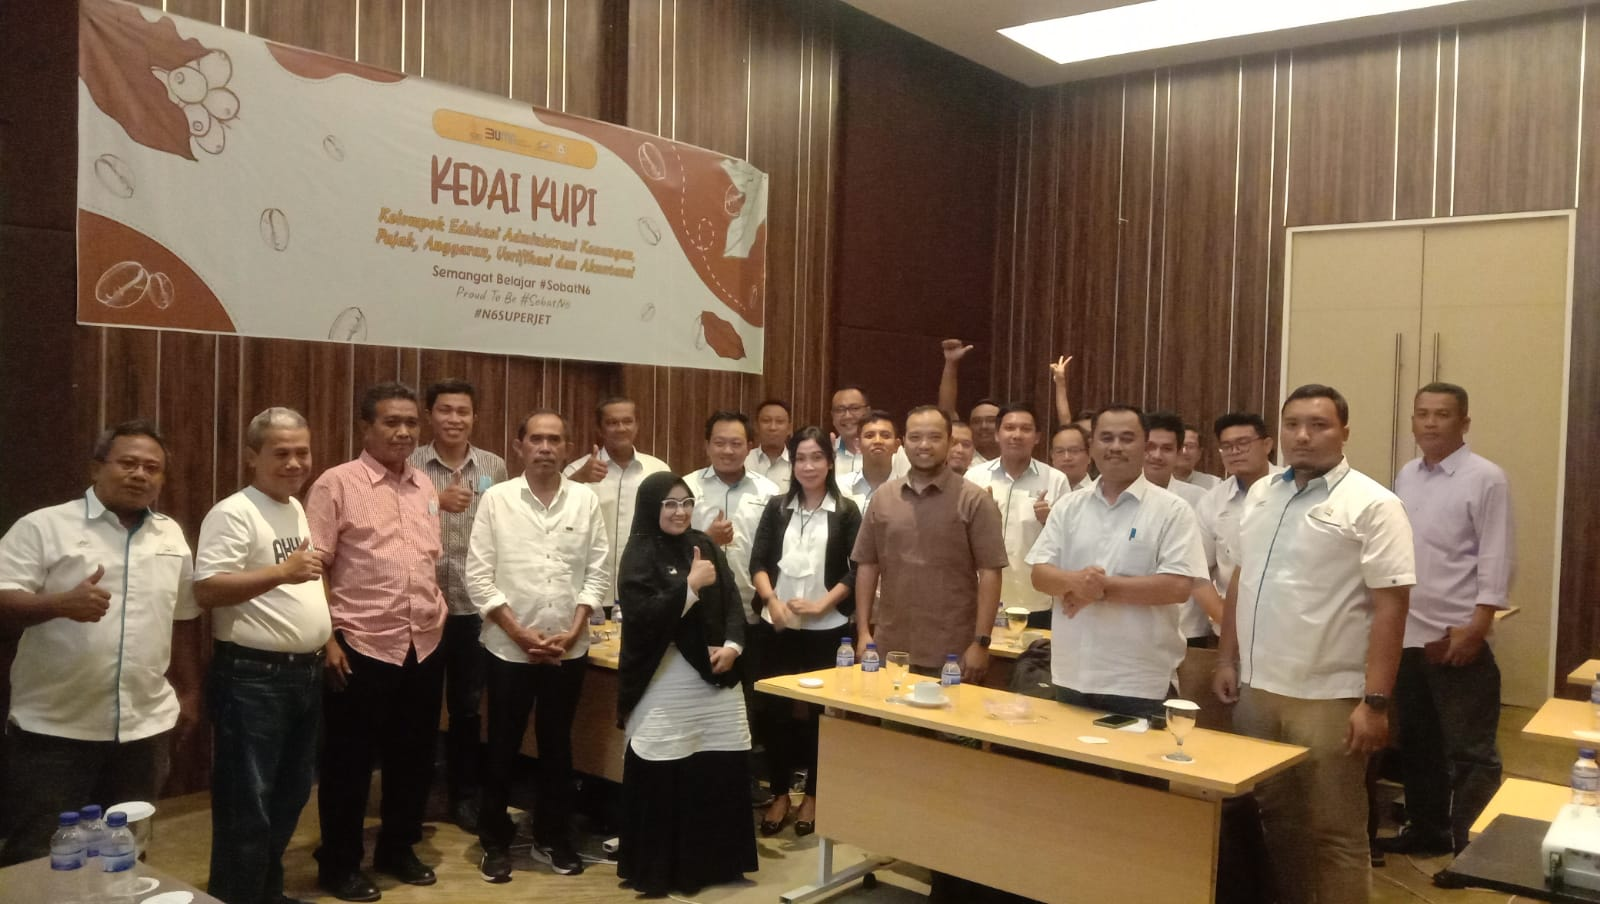 BUMN
KEDAI KUPI
Kelompok Edukasi Administrasi Keuangan,
Pajak, Anggaran, Verifikasi dan Akuntansi
Semangat Belajar #SobatN6
Proud To Be #SobatN6
#N6SUPERJET